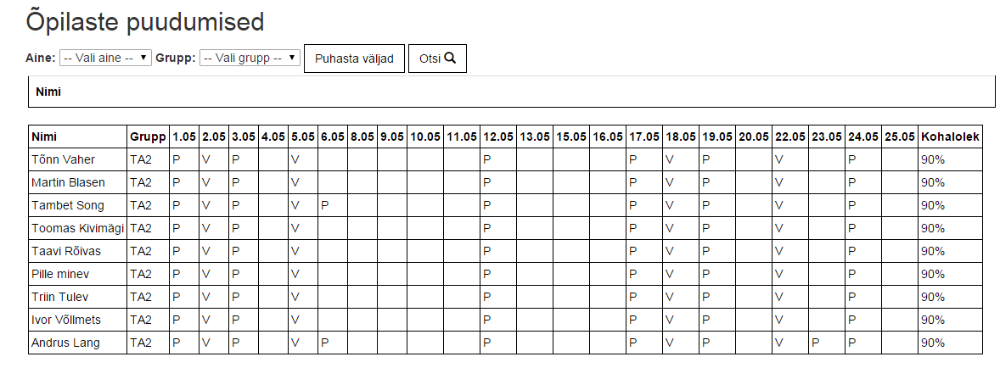 Õpilaste puudumised
Aine: -- Vali aine -- Grupp: -- Vali grupp -- Puhasta väljad Otsi
Nimi
Nimi Grupp 1.05 2.05 3.05 4.05 5.05 6.05 8.05 9.05 10.05 11.05 12.05 13.05 15.05 16.05 17.05 18.05 19.05 20.05 22.05 23.05 24.05 25.05 Kohalolek
Tõnn Vaher TA2 P V P V P P V P V P 90%
Martin Blasen TA2 P V P V P P V P V P 90%
Tambet Song TA2 P V P V P P P V P V P 90%
Toomas Kivimägi TA2 P V P V P P V P V P 90%
Taavi Rõivas TA2 P V P V P P V P V P 90%
Pille minev TA2 P V P V P P V P V P 90%
Triin Tulev TA2 P V P V P P V P V P 90%
Ivor Võllmets TA2 P V P V P P V P V P 90%
Andrus Lang TA2 P V P V P P P V P V P P 90%